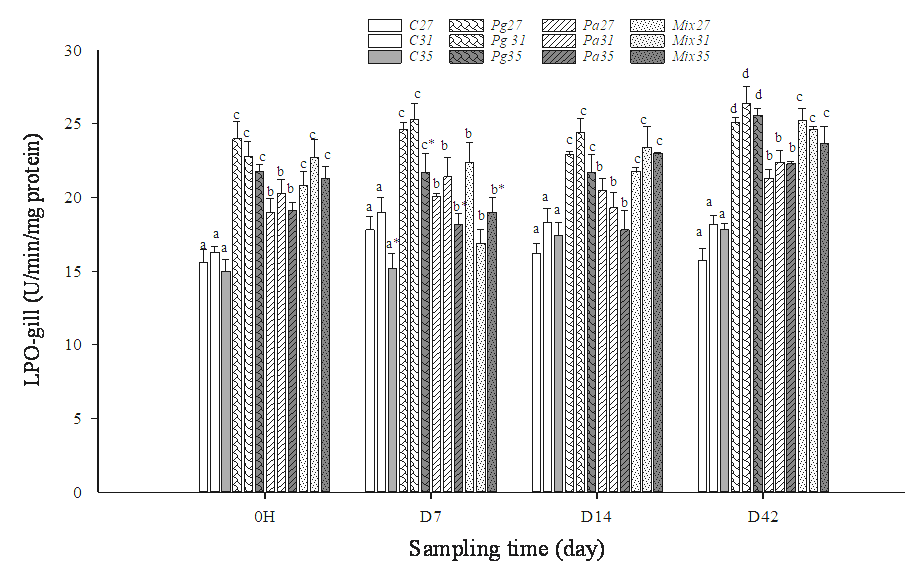 C27 Pg27 Pa27 Mix27
C31 Pg 31 Pa31 Mix31
C35 Pg35 Pa35 Mix35
LPO-gill (U/min/mg protein)
30
25
20
15
10
5
0
a a a c c c b b b c c c
a a a* c c c* b b b* b b b*
a a a c c c b b b c c c
a a a d d d b b b c c c
0H D7 D14 D42
Sampling time (day)